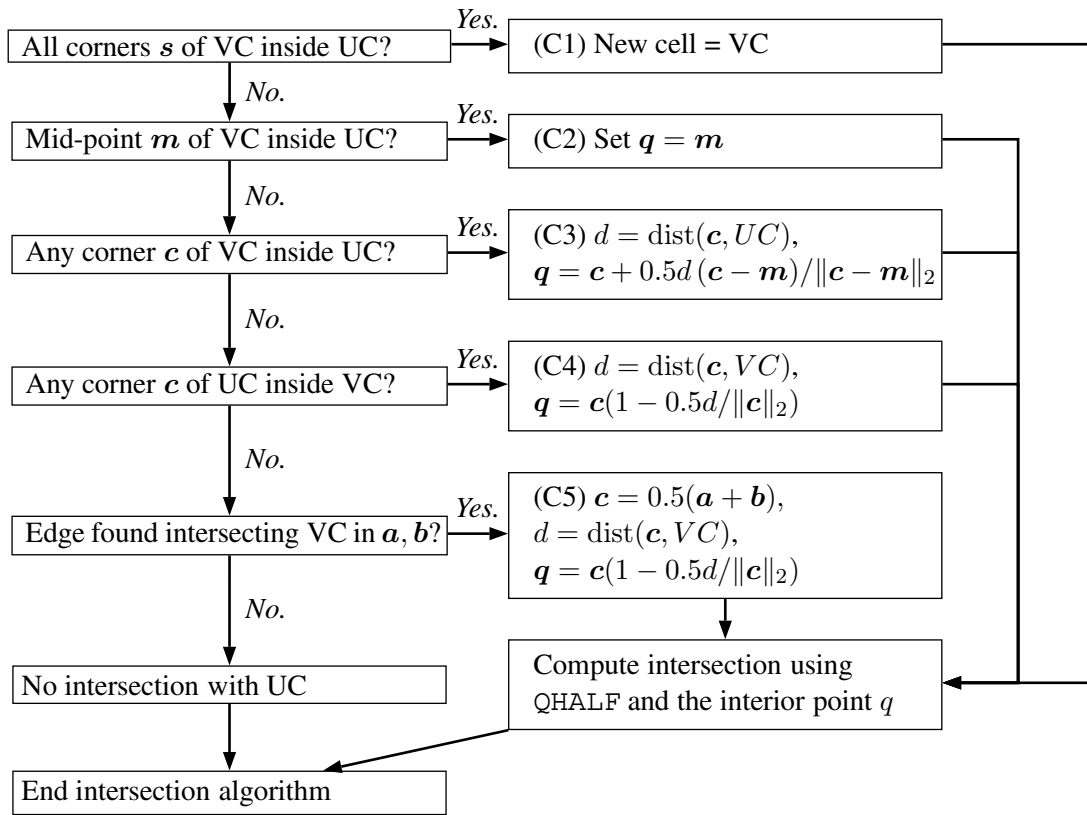 All corners s of VC inside UC?
Yes.
(C1) New cell = VC
No.
Mid-point m of VC inside UC?
Yes.
(C2) Set q = m
No.
Any corner c of VC inside UC?
Yes.
(C3) d = dist(c, UC),
q = c + 0.5d (c − m)/‖c − m‖₂
No.
Any corner c of UC inside VC?
Yes.
(C4) d = dist(c, VC),
q = c(1 − 0.5d/‖c‖₂)
No.
Edge found intersecting VC in a, b?
Yes.
(C5) c = 0.5(a + b),
d = dist(c, VC),
q = c(1 − 0.5d/‖c‖₂)
No.
No intersection with UC
Compute intersection using
QHALF and the interior point q
End intersection algorithm